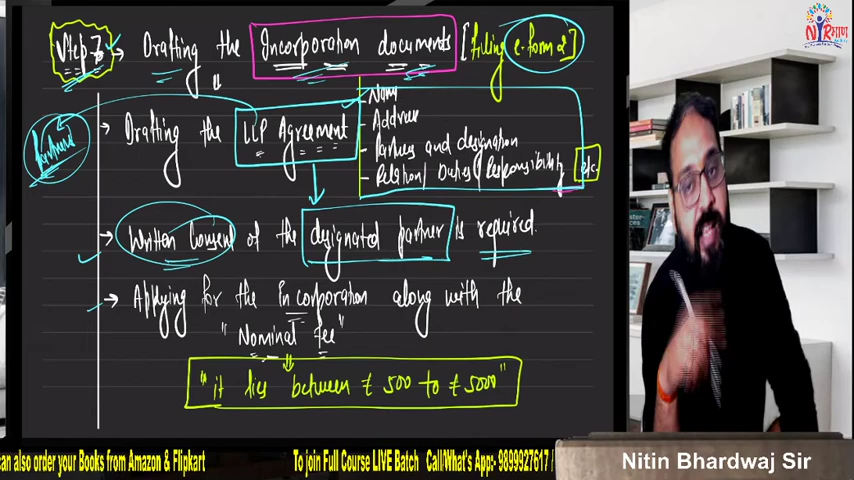 Step 3 → Drafting the Incorporation documents [filing e-form 2]
→ Drafting the LLP Agreement
- Name
- Address
- Partners and designation
- Relation/Duties/Responsibility etc.
→ Written Consent of the designated partner is required.
→ Applying for the Incorporation along with the
"Nominal fee"
"it lies between ₹ 500 to ₹ 5000"
can also order your Books from Amazon & Flipkart
To join Full Course LIVE Batch Call/What's App:- 9899927617 /
Nitin Bhardwaj Sir